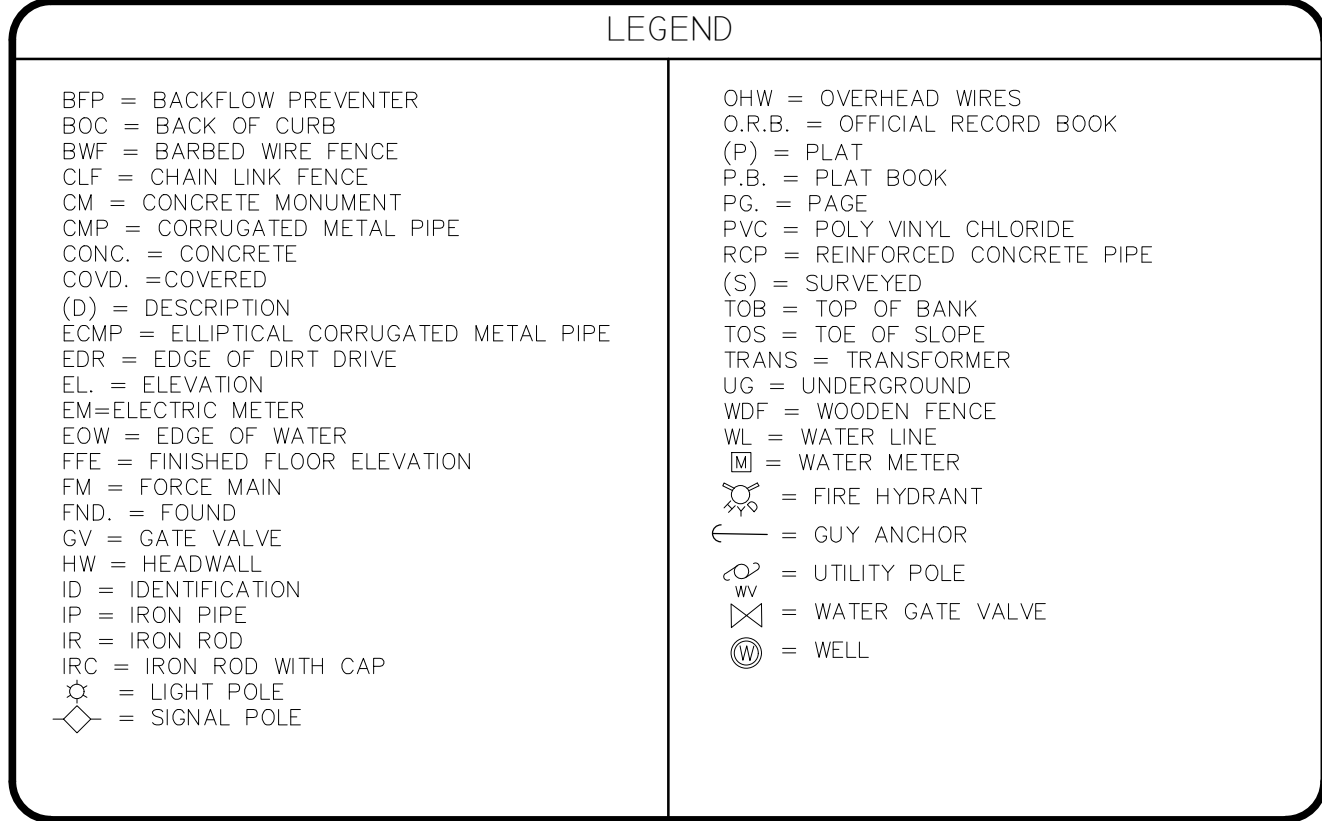 LEGEND
BFP = BACKFLOW PREVENTER
BOC = BACK OF CURB
BWF = BARBED WIRE FENCE
CLF = CHAIN LINK FENCE
CM = CONCRETE MONUMENT
CMP = CORRUGATED METAL PIPE
CONC. = CONCRETE
COVD. =COVERED
(D) = DESCRIPTION
ECMP = ELLIPTICAL CORRUGATED METAL PIPE
EDR = EDGE OF DIRT DRIVE
EL. = ELEVATION
EM=ELECTRIC METER
EOW = EDGE OF WATER
FFE = FINISHED FLOOR ELEVATION
FM = FORCE MAIN
FND. = FOUND
GV = GATE VALVE
HW = HEADWALL
ID = IDENTIFICATION
IP = IRON PIPE
IR = IRON ROD
IRC = IRON ROD WITH CAP
= LIGHT POLE
= SIGNAL POLE
OHW = OVERHEAD WIRES
O.R.B. = OFFICIAL RECORD BOOK
(P) = PLAT
P.B. = PLAT BOOK
PG. = PAGE
PVC = POLY VINYL CHLORIDE
RCP = REINFORCED CONCRETE PIPE
(S) = SURVEYED
TOB = TOP OF BANK
TOS = TOE OF SLOPE
TRANS = TRANSFORMER
UG = UNDERGROUND
WDF = WOODEN FENCE
WL = WATER LINE
M = WATER METER
= FIRE HYDRANT
= GUY ANCHOR
= UTILITY POLE
WV
= WATER GATE VALVE
W = WELL